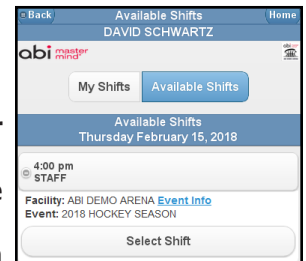 Back Available Shifts Home
DAVID SCHWARTZ
abi master mind
My Shifts Available Shifts
Available Shifts
Thursday February 15, 2018
4:00 pm
STAFF
Facility: ABI DEMO ARENA Event Info
Event: 2018 HOCKEY SEASON
Select Shift